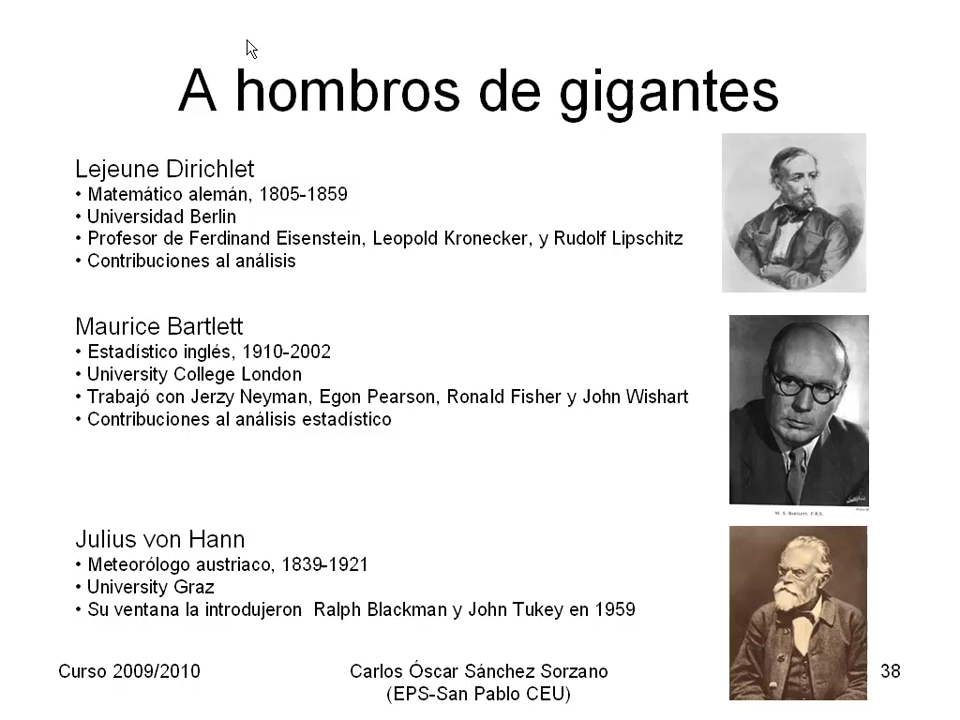 A hombros de gigantes
Lejeune Dirichlet
• Matemático alemán, 1805-1859
• Universidad Berlin
• Profesor de Ferdinand Eisenstein, Leopold Kronecker, y Rudolf Lipschitz
• Contribuciones al análisis
Maurice Bartlett
• Estadístico inglés, 1910-2002
• University College London
• Trabajó con Jerzy Neyman, Egon Pearson, Ronald Fisher y John Wishart
• Contribuciones al análisis estadístico
M. S. Bartlett, F.R.S.
Julius von Hann
• Meteorólogo austriaco, 1839-1921
• University Graz
• Su ventana la introdujeron  Ralph Blackman y John Tukey en 1959
Curso 2009/2010
Carlos Óscar Sánchez Sorzano
(EPS-San Pablo CEU)
38